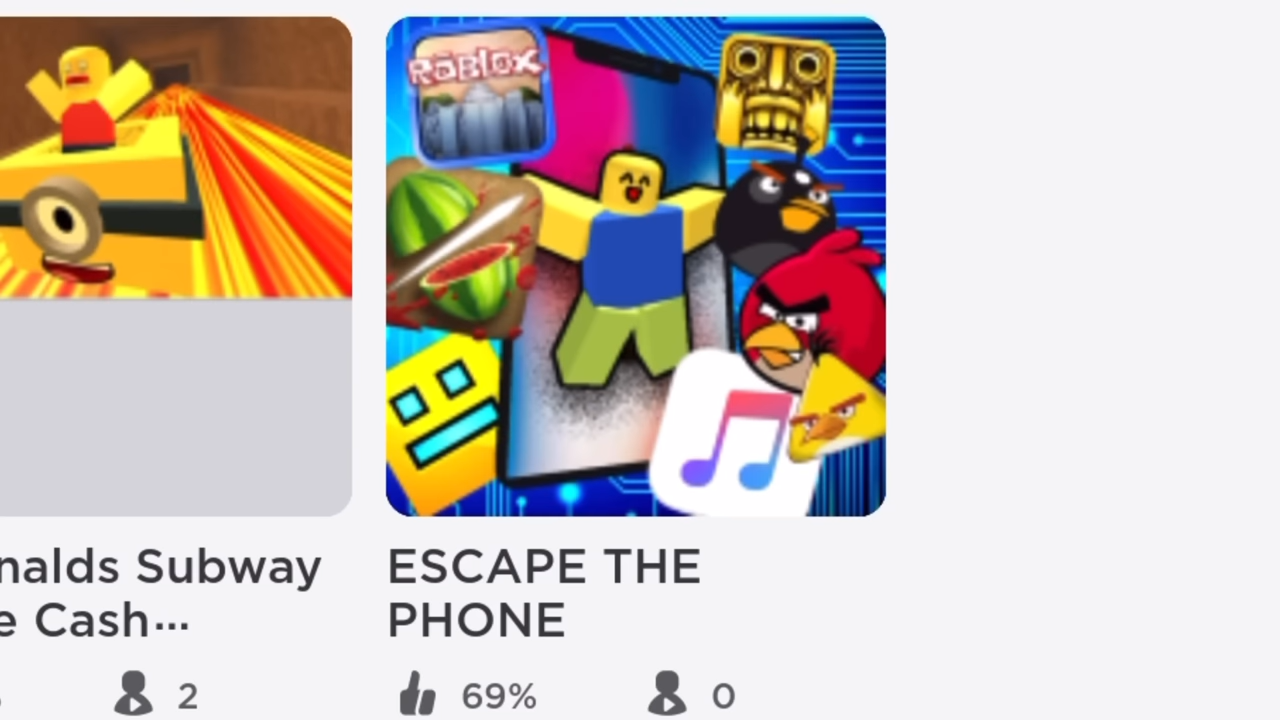 ROBLOX
nalds Subway
e Cash...
2
ESCAPE THE
PHONE
69%
0